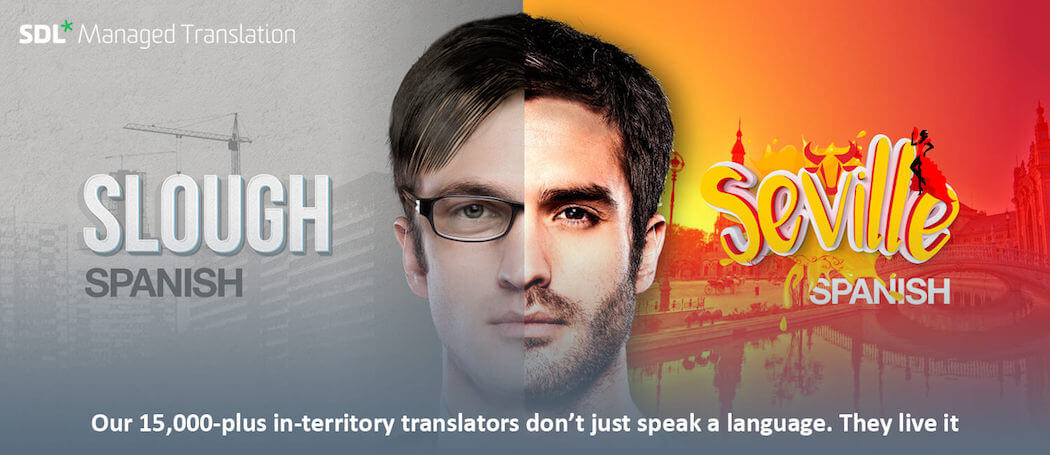 SDL* Managed Translation
SLOUGH
SPANISH
Seville
SPANISH
Our 15,000-plus in-territory translators don’t just speak a language. They live it